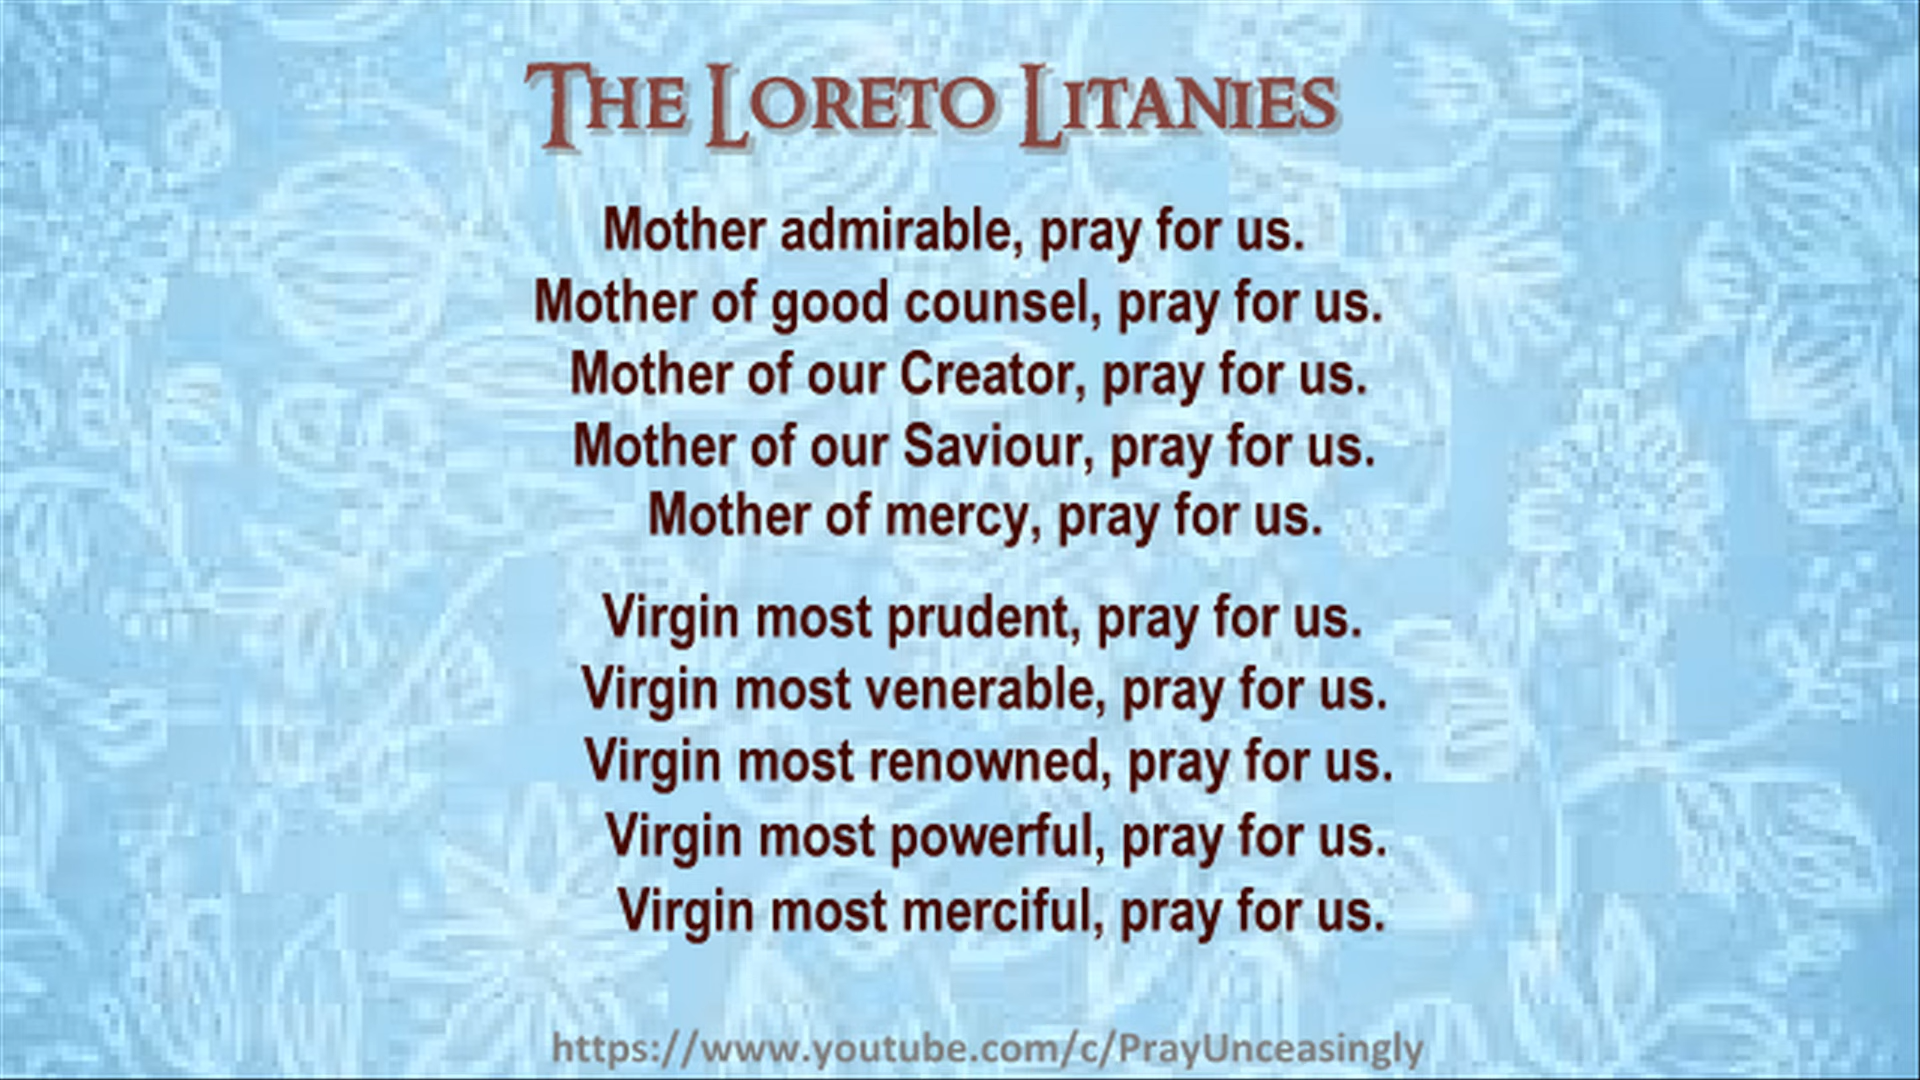 The Loreto Litanies
Mother admirable, pray for us.
Mother of good counsel, pray for us.
Mother of our Creator, pray for us.
Mother of our Saviour, pray for us.
Mother of mercy, pray for us.
Virgin most prudent, pray for us.
Virgin most venerable, pray for us.
Virgin most renowned, pray for us.
Virgin most powerful, pray for us.
Virgin most merciful, pray for us.
https://www.youtube.com/c/PrayUnceasingly